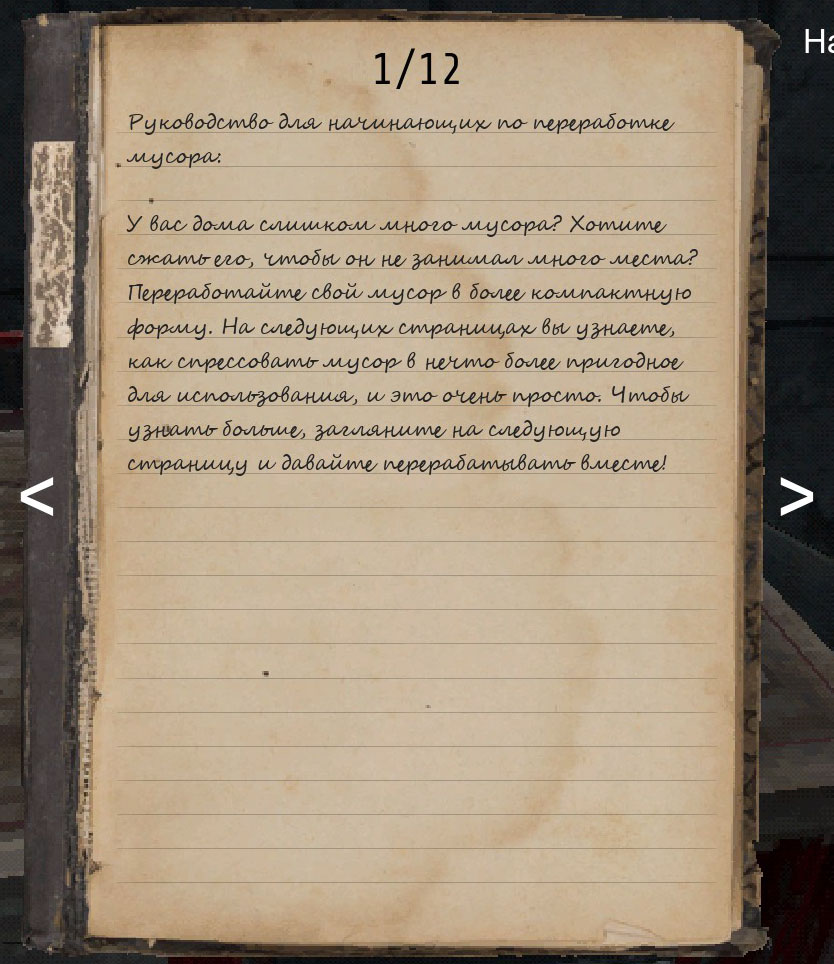 На
1/12
Руководство для начинающих по переработке
мусора:
У вас дома слишком много мусора? Хотите
сжать его, чтобы он не занимал много места?
Переработайте свой мусор в более компактную
форму. На следующих страницах вы узнаете,
как спрессовать мусор в нечто более пригодное
для использования, и это очень просто. Чтобы
узнать больше, загляните на следующую
страницу и давайте перерабатывать вместе!
< >